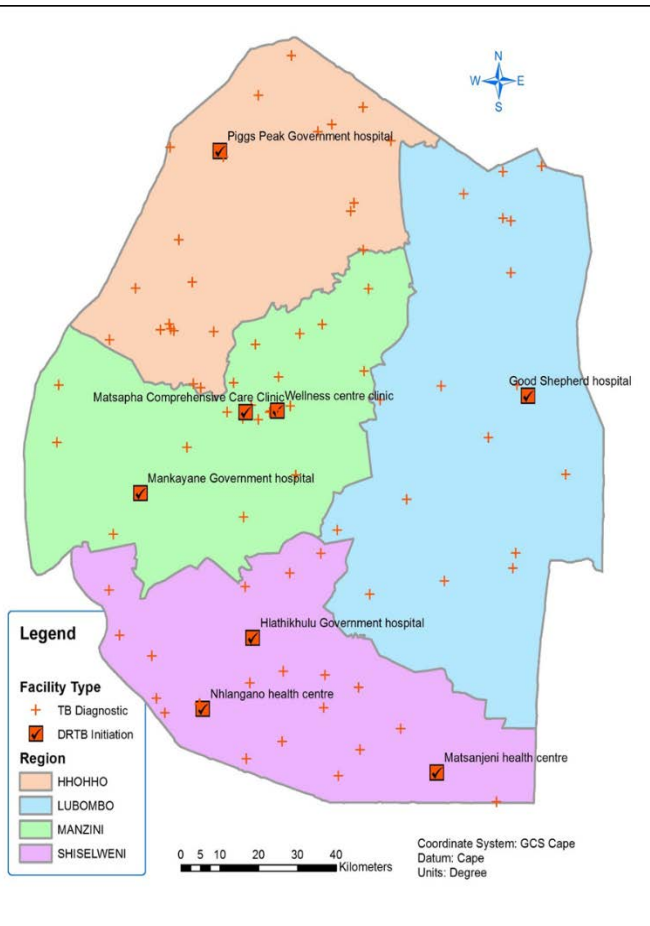 N
W E
S
Piggs Peak Government hospital
Good Shepherd hospital
Matsapha Comprehensive Care Clinic
Wellness centre clinic
Mankayane Government hospital
Hlathikhulu Government hospital
Nhlangano health centre
Matsanjeni health centre
Legend
Facility Type
TB Diagnostic
DRTB Initiation
Region
HHOHHO
LUBOMBO
MANZINI
SHISELWENI
0 5 10 20 30 40
Kilometers
Coordinate System: GCS Cape
Datum: Cape
Units: Degree